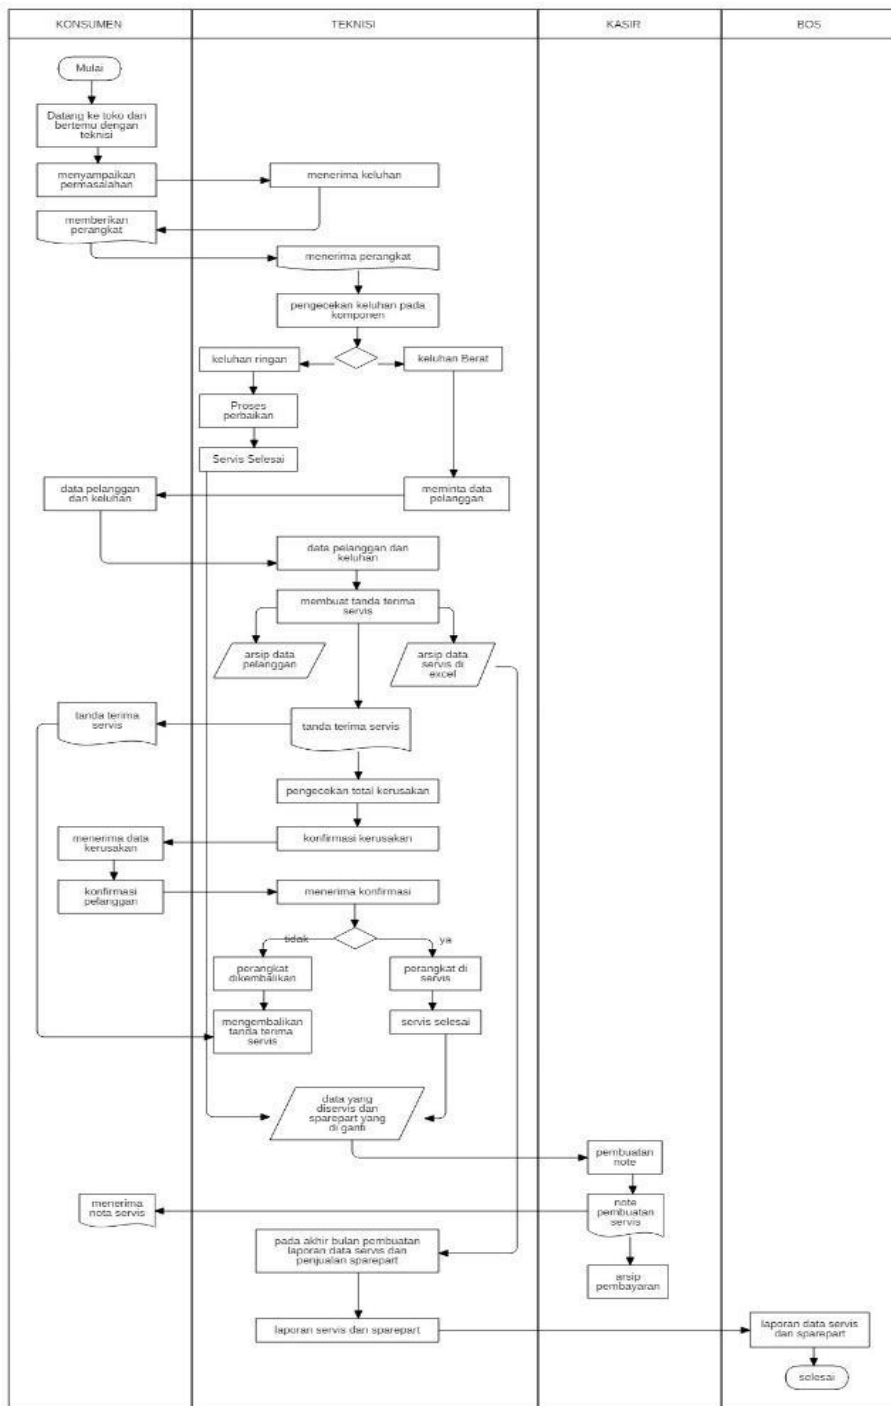 KONSUMEN
TEKNISI
KASIR
BOS
Mulai
Datang ke toko dan
bertemu dengan
teknisi
menyampaikan
permasalahan
menerima keluhan
memberikan
perangkat
menerima perangkat
pengecekan keluhan pada
komponen
keluhan ringan
keluhan Berat
Proses
perbaikan
Servis Selesai
data pelanggan
dan keluhan
meminta data
pelanggan
data pelanggan dan
keluhan
membuat tanda terima
servis
arsip data
pelanggan
arsip data
servis di
excel
tanda terima
servis
tanda terima servis
pengecekan total kerusakan
menerima data
kerusakan
konfirmasi kerusakan
konfirmasi
pelanggan
menerima konfirmasi
tidak
ya
perangkat
dikembalikan
perangkat di
servis
mengembalikan
tanda terima
servis
servis selesai
data yang
diservis dan
sparepart yang
di ganti
pembuatan
note
menerima
nota servis
note
pembuatan
servis
pada akhir bulan pembuatan
laporan data servis dan
penjualan sparepart
arsip
pembayaran
laporan servis dan sparepart
laporan data servis
dan sparepart
selesai